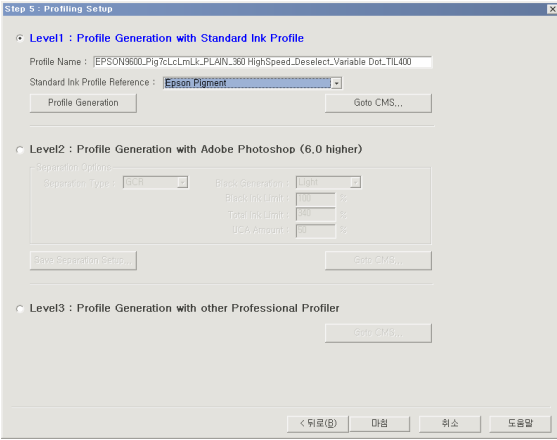 Step 5 : Profiling Setup
Level1 : Profile Generation with Standard Ink Profile
Profile Name : EPSON9600_Pig7cLcLmLk_PLAIN_360 HighSpeed_Deselect_Variable Dot_TIL400
Standard Ink Profile Reference : Epson Pigment
Profile Generation Goto CMS...
Level2 : Profile Generation with Adobe Photoshop (6,0 higher)
Separation Options
Separation Type : GCR Black Generation : Light
Black Ink Limit : 100 %
Total Ink Limit : 340 %
UCA Amount : %
Save Separation Setup... Goto CMS...
Level3 : Profile Generation with other Professional Profiler
Goto CMS...
< 뒤로(B) 마침 취소 도움말